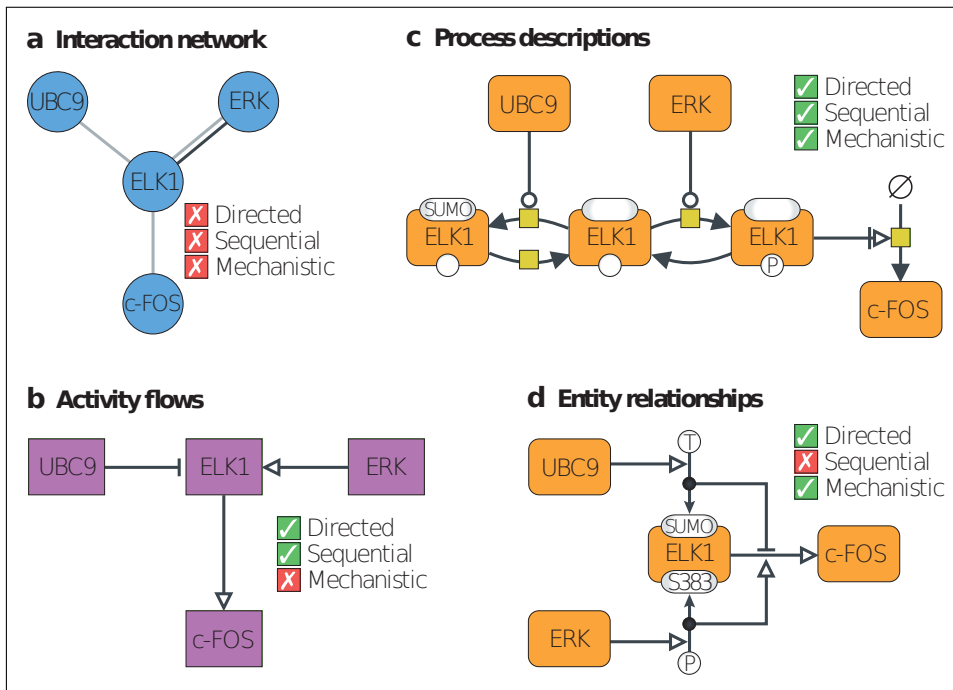 a Interaction network
UBC9
ERK
ELK1
✗ Directed
✗ Sequential
✗ Mechanistic
c-FOS
b Activity flows
UBC9
ELK1
ERK
✓ Directed
✓ Sequential
✗ Mechanistic
c-FOS
c Process descriptions
✓ Directed
✓ Sequential
✓ Mechanistic
UBC9
ERK
∅
SUMO
ELK1
ELK1
ELK1
P
c-FOS
d Entity relationships
✓ Directed
✗ Sequential
✓ Mechanistic
T
UBC9
SUMO
ELK1
S383
c-FOS
ERK
P